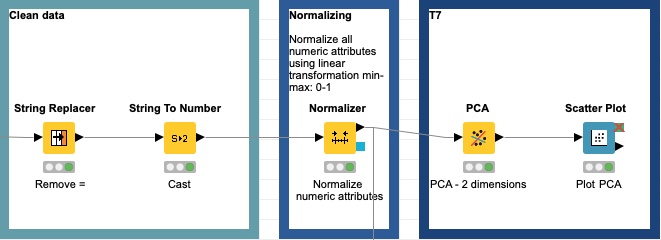 Clean data
String Replacer
Remove =
String To Number
S▸2
Cast
Normalizing
Normalize all
numeric attributes
using linear
transformation min-
max: 0-1
Normalizer
Normalize
numeric attributes
T7
PCA
PCA - 2 dimensions
Scatter Plot
Plot PCA